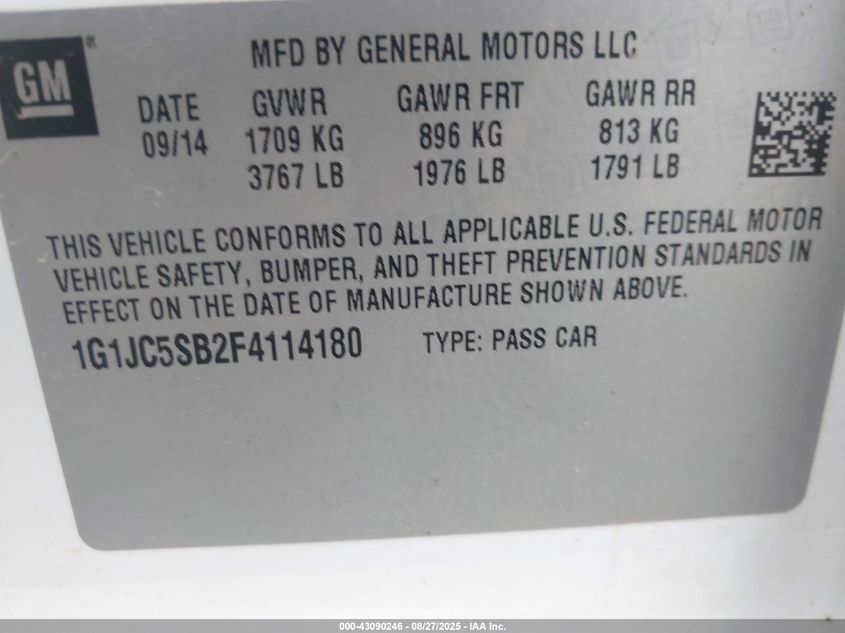 GM®
MFD BY GENERAL MOTORS LLC
DATE GVWR GAWR FRT GAWR RR
09/14 1709 KG 896 KG 813 KG
3767 LB 1976 LB 1791 LB
THIS VEHICLE CONFORMS TO ALL APPLICABLE U.S. FEDERAL MOTOR
VEHICLE SAFETY, BUMPER, AND THEFT PREVENTION STANDARDS IN
EFFECT ON THE DATE OF MANUFACTURE SHOWN ABOVE.
1G1JC5SB2F4114180 TYPE: PASS CAR
000-43090246 - 08/27/2025 - IAA Inc.